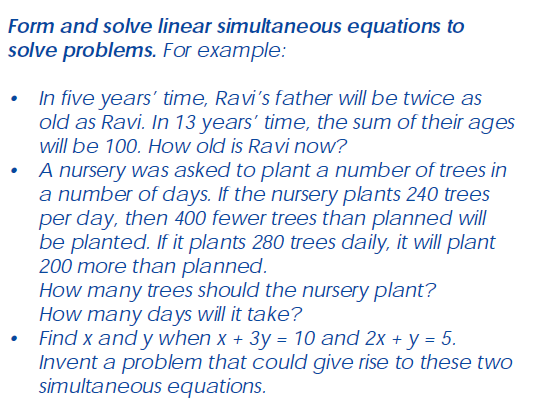 Form and solve linear simultaneous equations to
solve problems. For example:
• In five years’ time, Ravi’s father will be twice as
old as Ravi. In 13 years’ time, the sum of their ages
will be 100. How old is Ravi now?
• A nursery was asked to plant a number of trees in
a number of days. If the nursery plants 240 trees
per day, then 400 fewer trees than planned will
be planted. If it plants 280 trees daily, it will plant
200 more than planned.
How many trees should the nursery plant?
How many days will it take?
• Find x and y when x + 3y = 10 and 2x + y = 5.
Invent a problem that could give rise to these two
simultaneous equations.